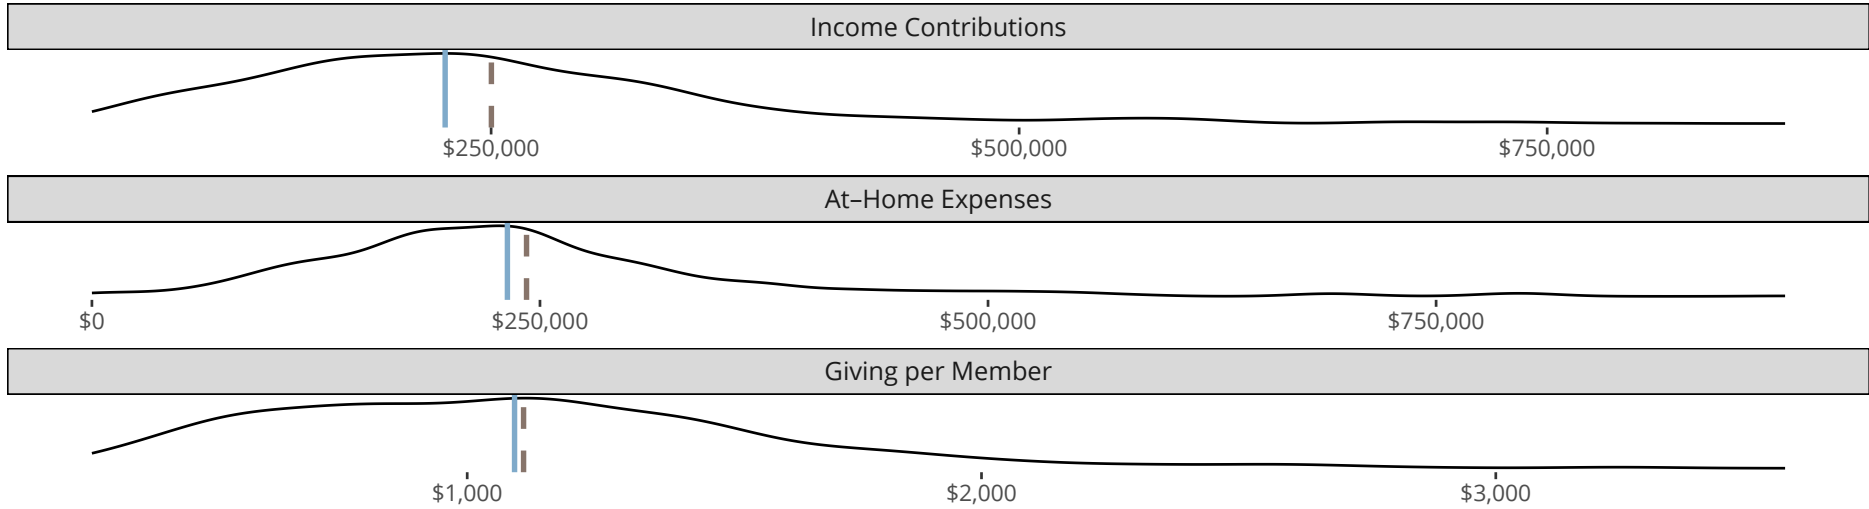 Income Contributions
$250,000 $500,000 $750,000
At–Home Expenses
$0 $250,000 $500,000 $750,000
Giving per Member
$1,000 $2,000 $3,000